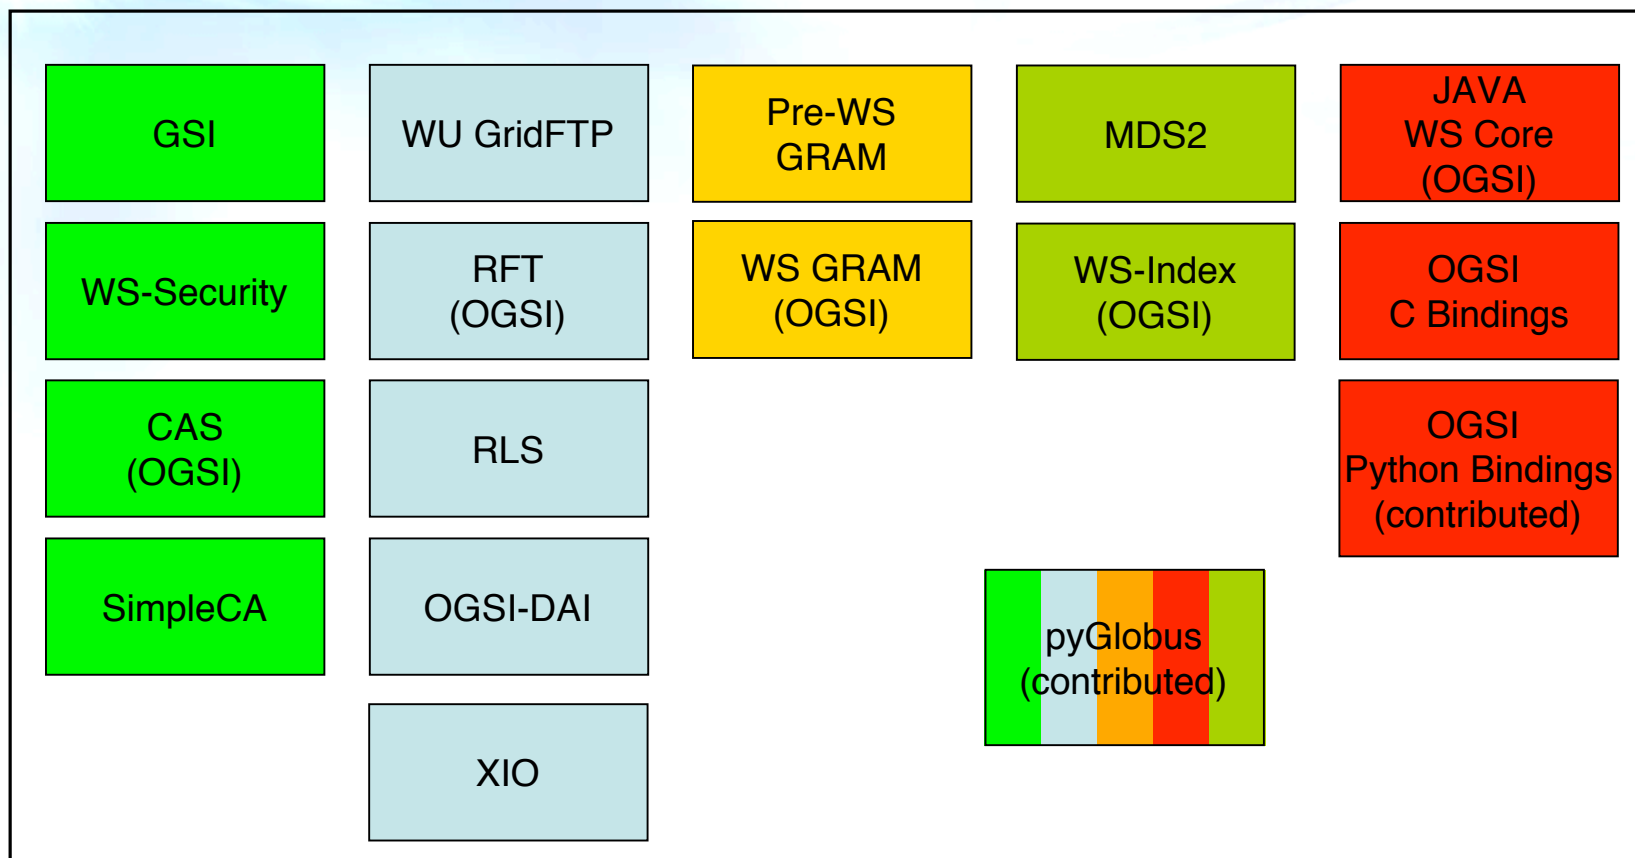 GSI
WU GridFTP
Pre-WS
GRAM
MDS2
JAVA
WS Core
(OGSI)
WS-Security
RFT
(OGSI)
WS GRAM
(OGSI)
WS-Index
(OGSI)
OGSI
C Bindings
CAS
(OGSI)
RLS
OGSI
Python Bindings
(contributed)
SimpleCA
OGSI-DAI
pyGlobus
(contributed)
XIO